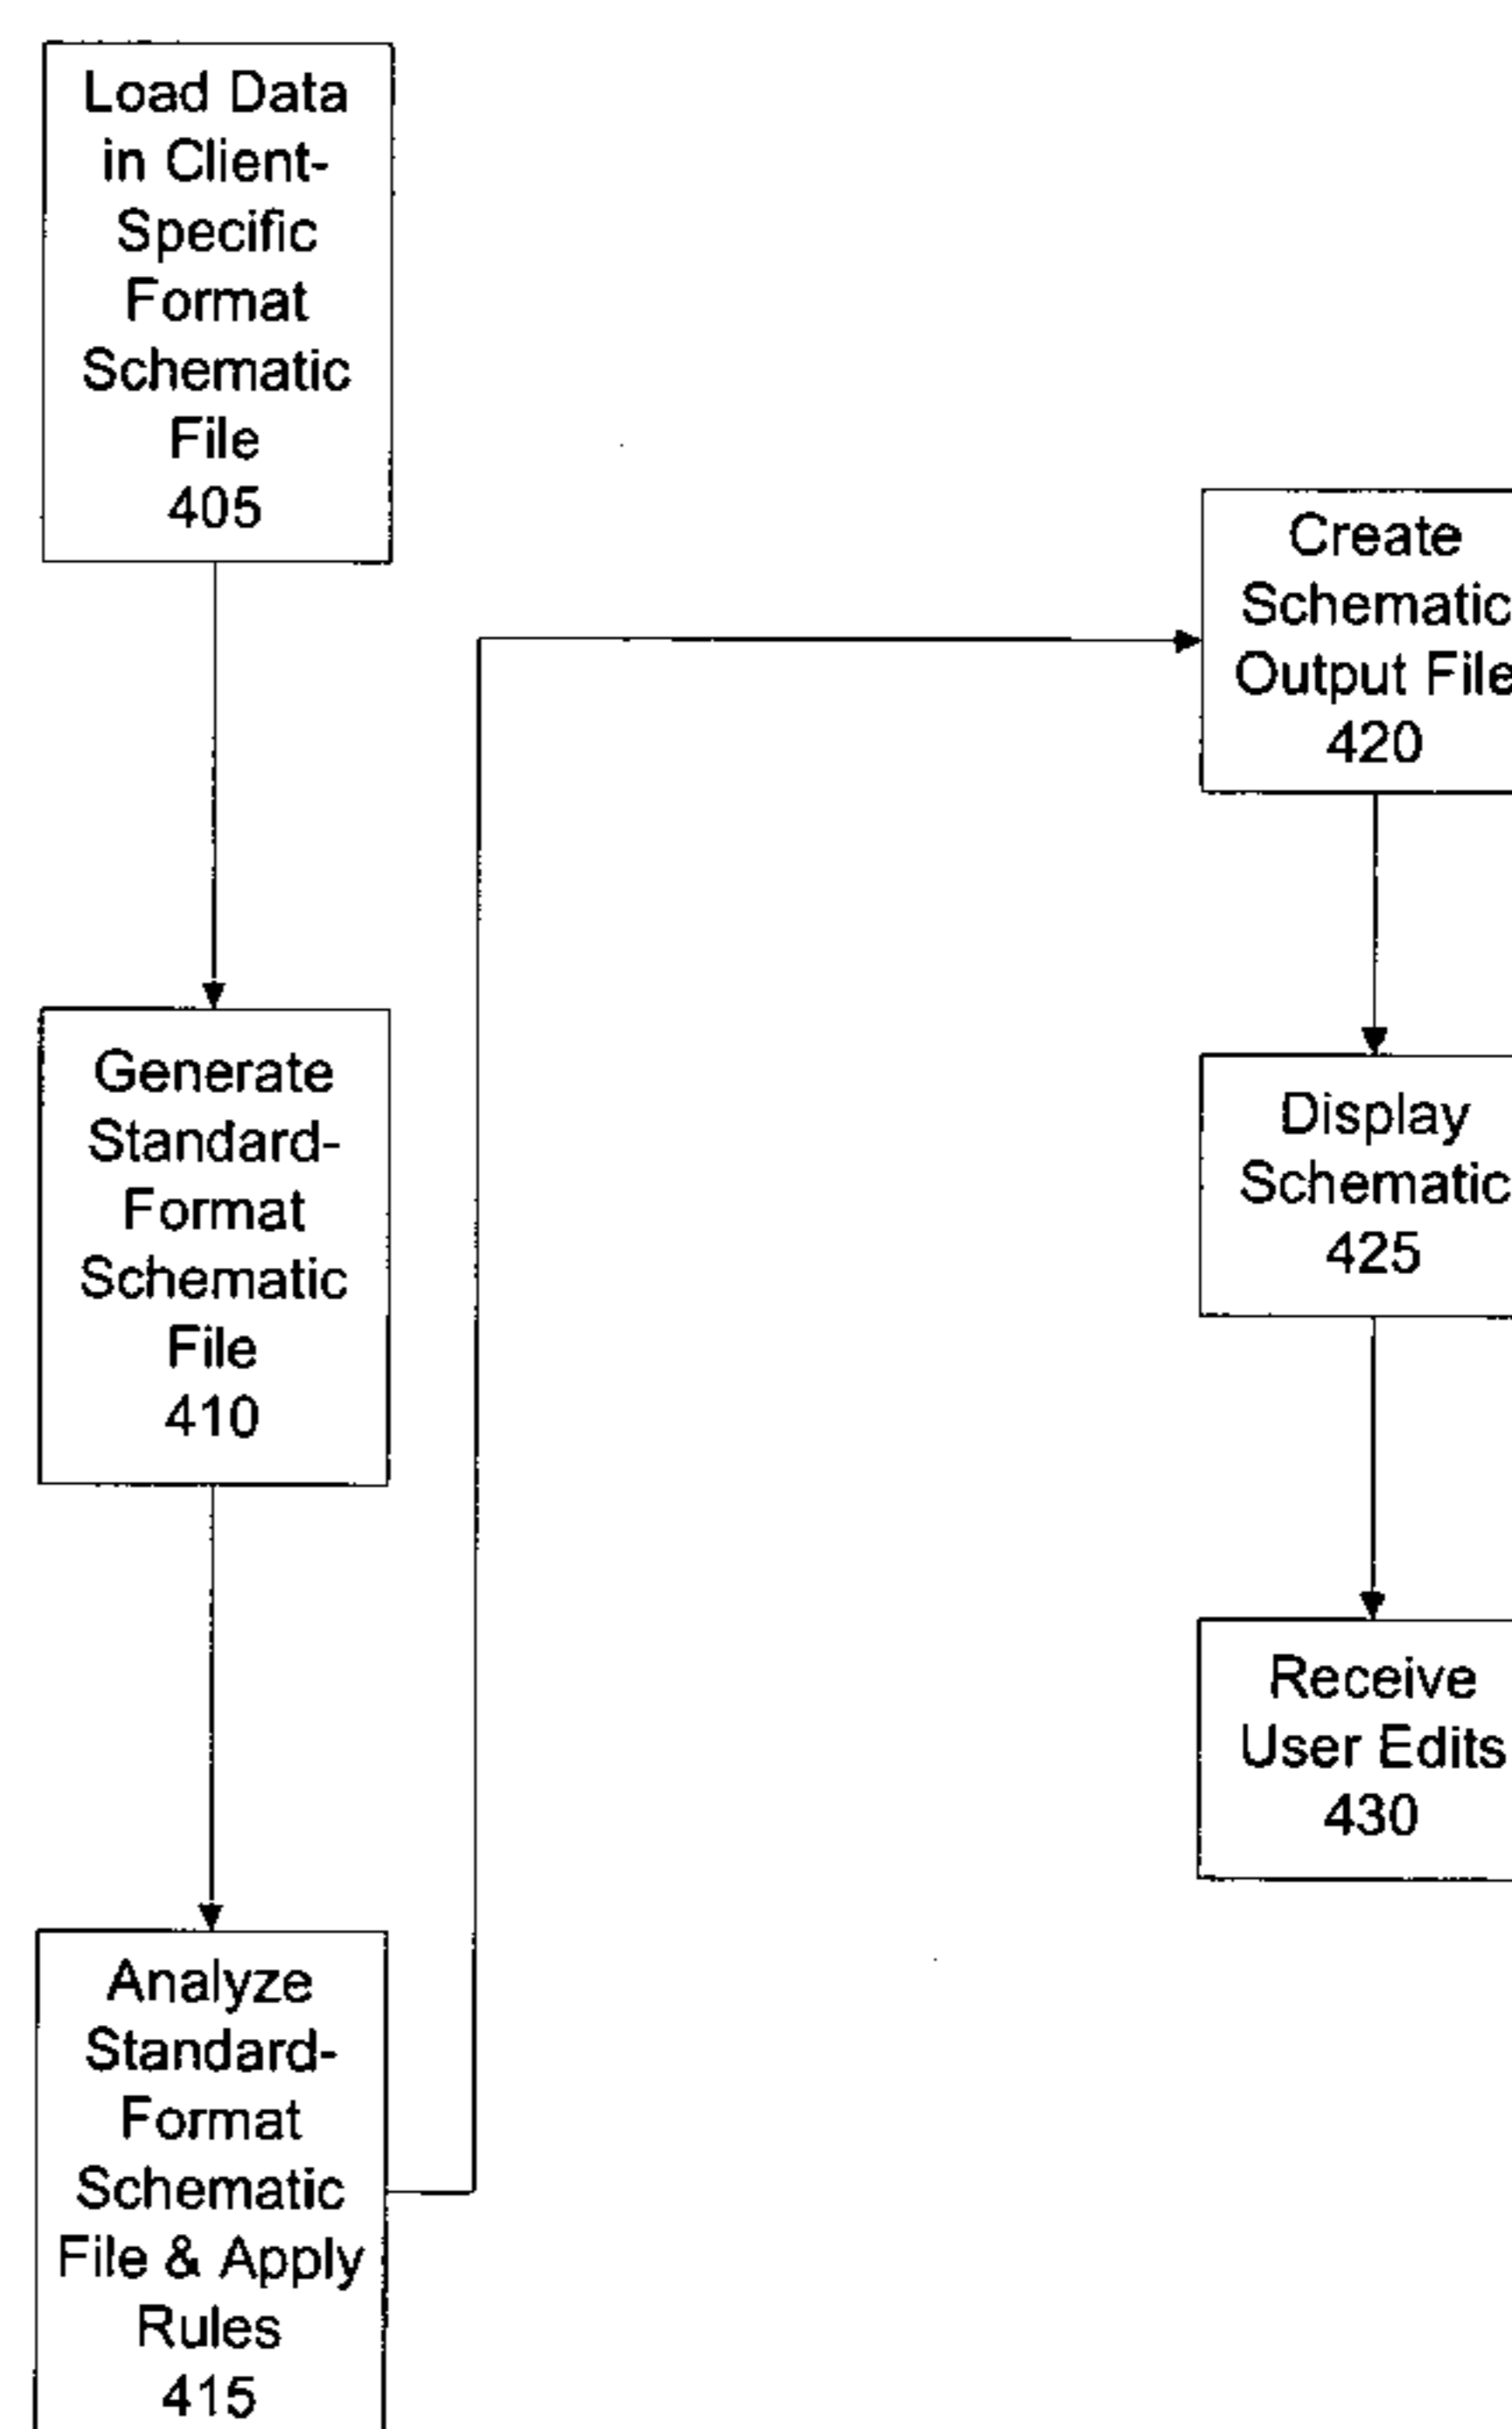 Load Data
in Client-
Specific
Format
Schematic
File
405
Generate
Standard-
Format
Schematic
File
410
Analyze
Standard-
Format
Schematic
File & Apply
Rules
415
Create
Schematic
Output File
420
Display
Schematic
425
Receive
User Edits
430